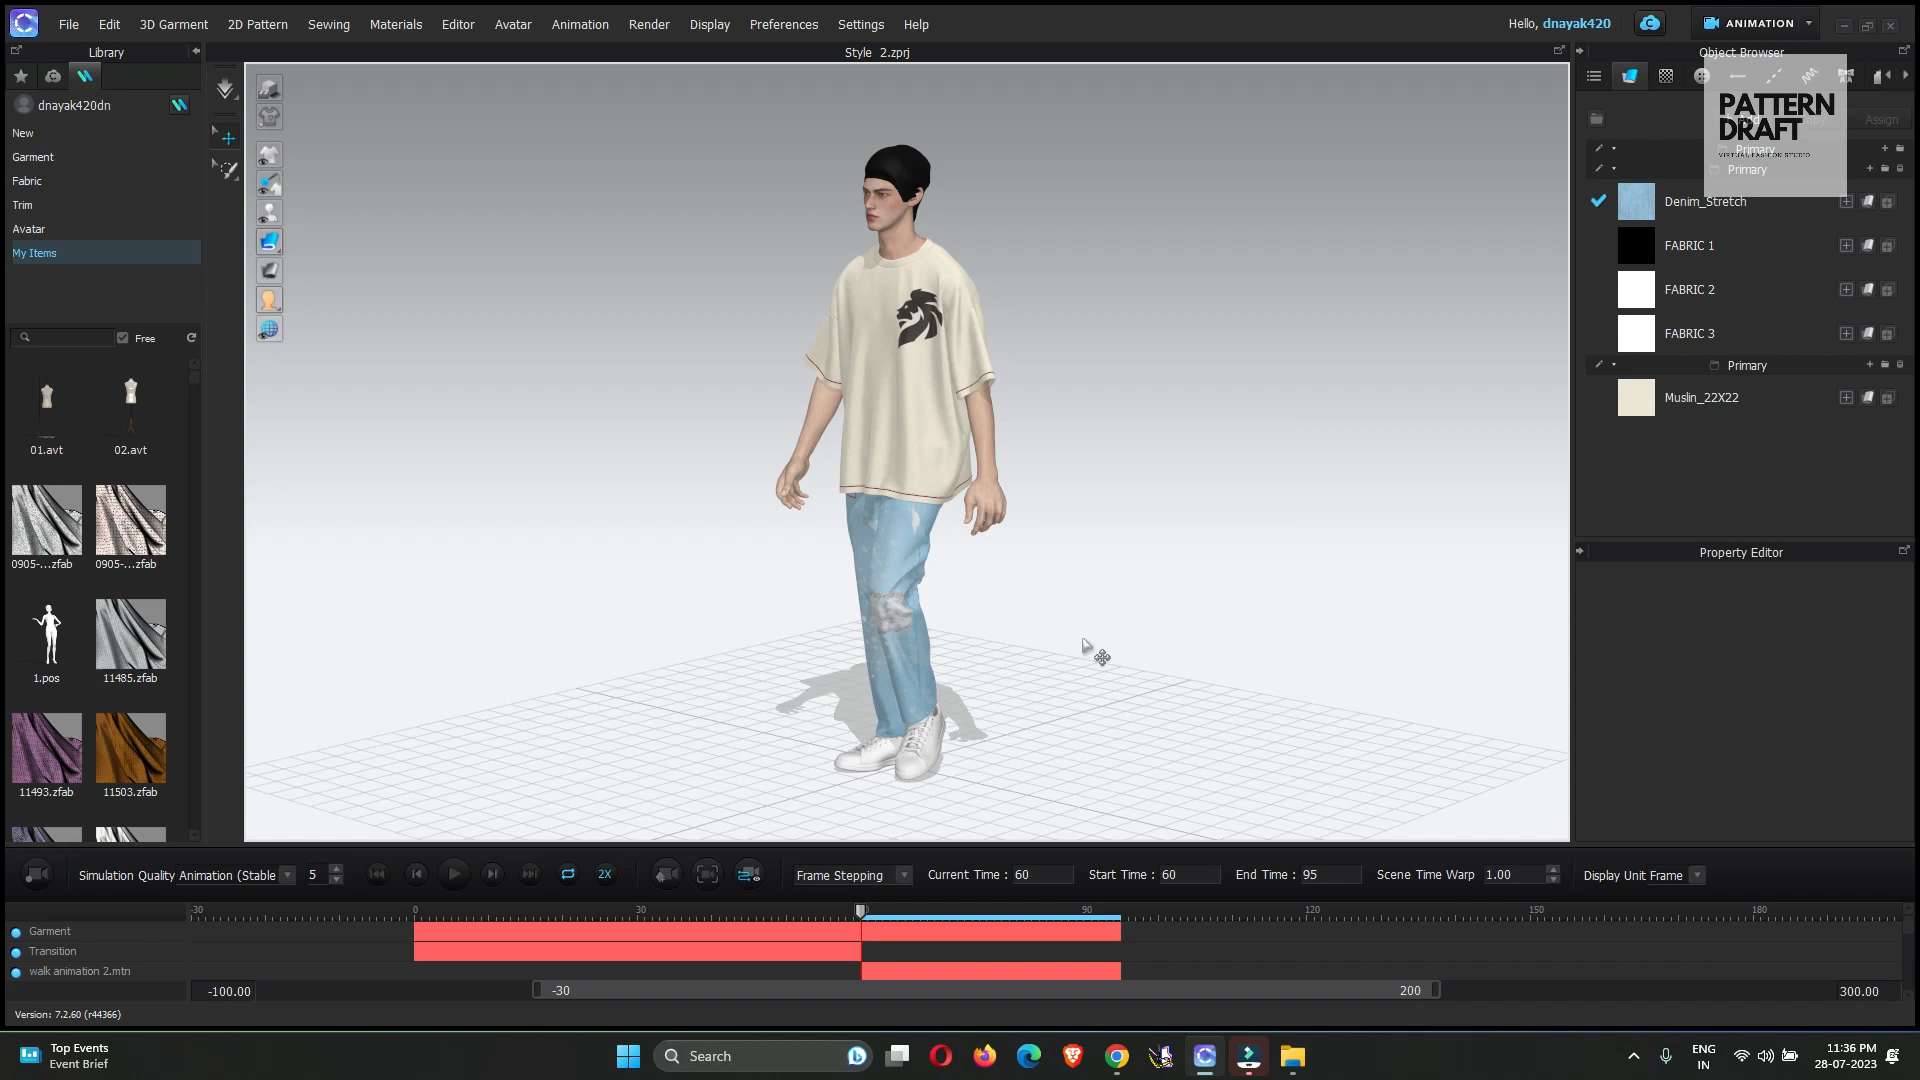 File Edit 3D Garment 2D Pattern Sewing Materials Editor Avatar Animation Render Display Preferences Settings Help
Hello, dnayak420
ANIMATION
Library
Style 2.zprj
Object Browser
dnayak420dn
New
Garment
Fabric
Trim
Avatar
My Items
Free
01.avt 02.avt
0905-...zfab 0905-...zfab
1.pos 11485.zfab
11493.zfab 11503.zfab
PATTERN
DRAFT
VIRTUAL FASHION STUDIO
Add
Assign
Primary
Primary
Denim_Stretch
FABRIC 1
FABRIC 2
FABRIC 3
Primary
Muslin_22X22
Property Editor
Simulation Quality Animation (Stable 5 2X Frame Stepping Current Time : 60 Start Time : 60 End Time : 95 Scene Time Warp 1.00 Display Unit Frame
-30 0 30 90 120 150 180
Garment
Transition
walk animation 2.mtn
-100.00 -30 200 300.00
Version: 7.2.60 (r44366)
Top Events
Event Brief
Search
ENG
IN
11:36 PM
28-07-2023